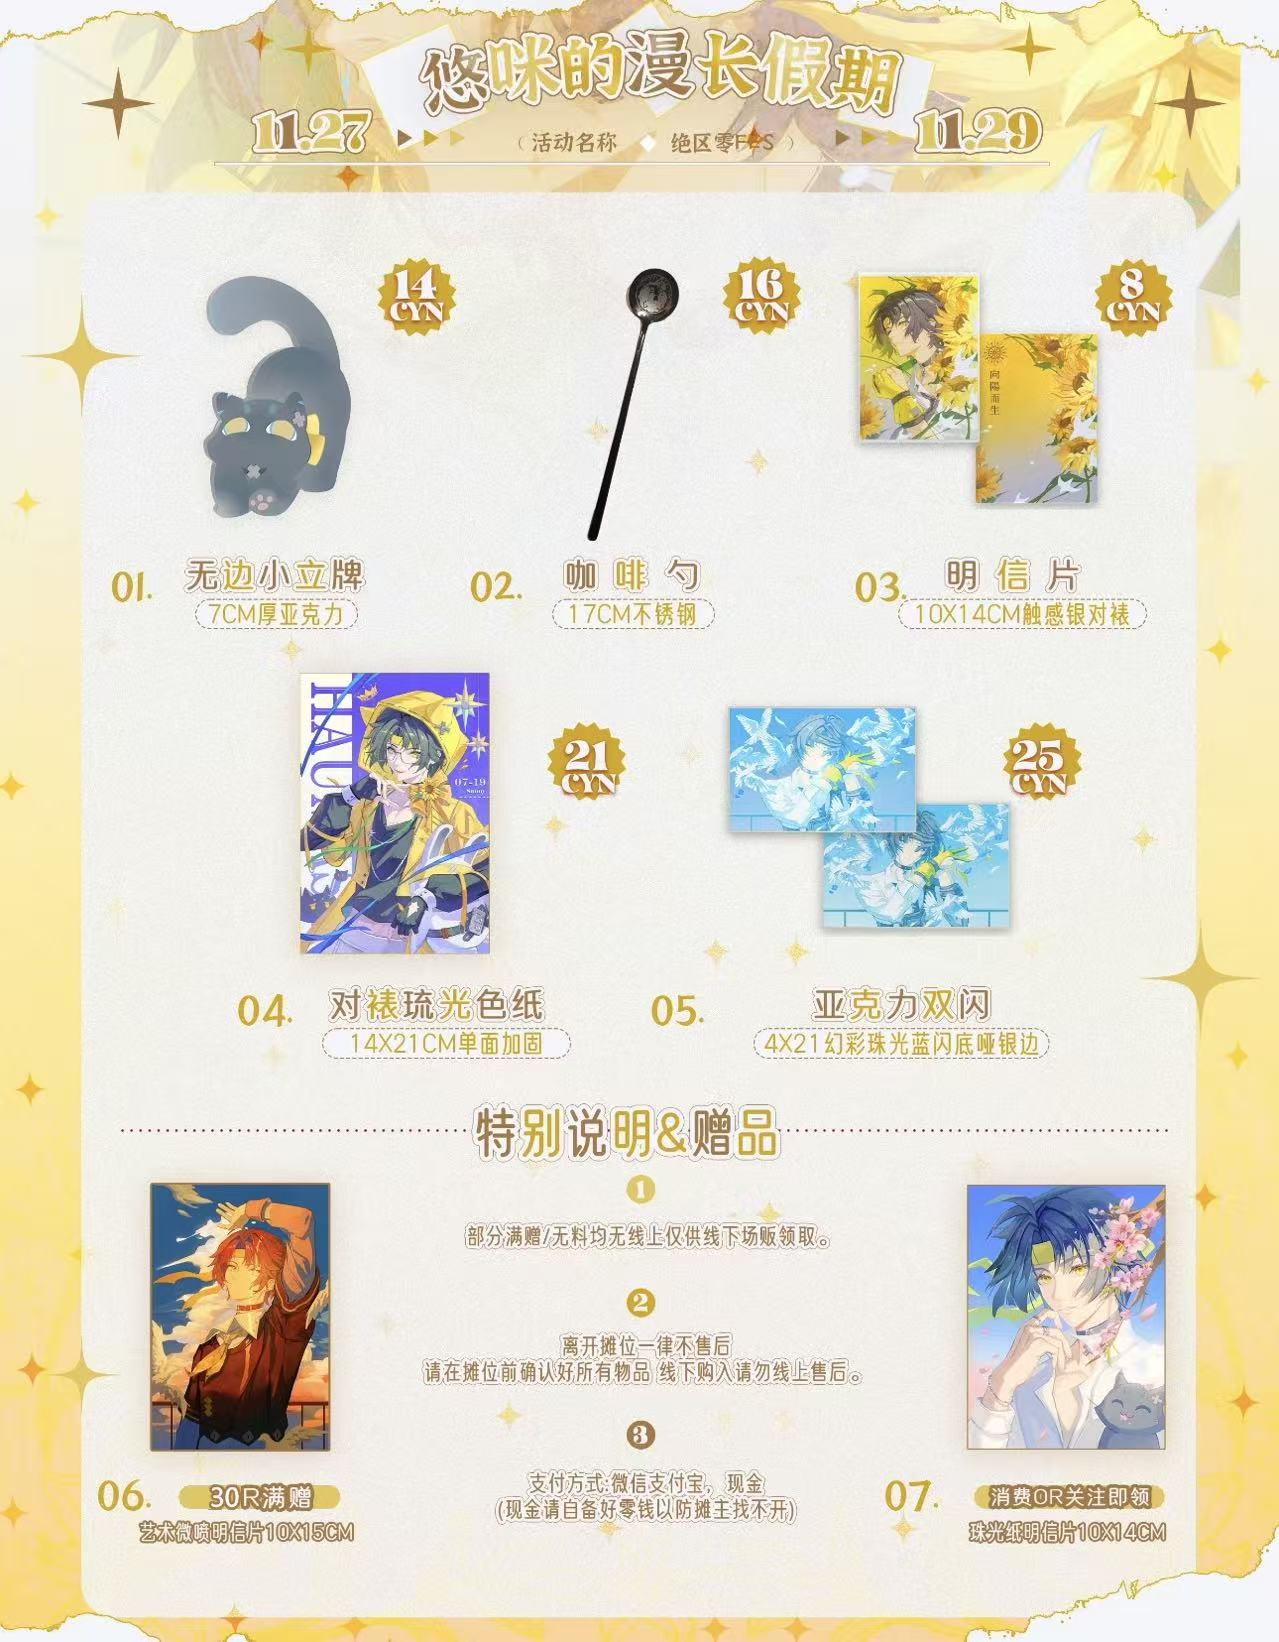 悠咪的漫长假期
11.27
(活动名称 绝区零FES)
11.29
14
CYN
16
CYN
8
CYN
向陽而生
01. 无边小立牌
7CM厚亚克力
02. 咖啡勺
17CM不锈钢
03. 明信片
10X14CM触感银对裱
HAU
07-19
Sunny
21
CYN
25
CYN
04. 对裱琉光色纸
14X21CM单面加固
05. 亚克力双闪
4X21幻彩珠光蓝闪底哑银边
特别说明&赠品
1
部分满赠/无料均无线上仅供线下场贩领取。
2
离开摊位一律不售后
请在摊位前确认好所有物品 线下购入请勿线上售后。
3
支付方式:微信支付宝，现金
(现金请自备好零钱以防摊主找不开)
06. 30R满赠
艺术微喷明信片10X15CM
07. 消费OR关注即领
珠光纸明信片10X14CM